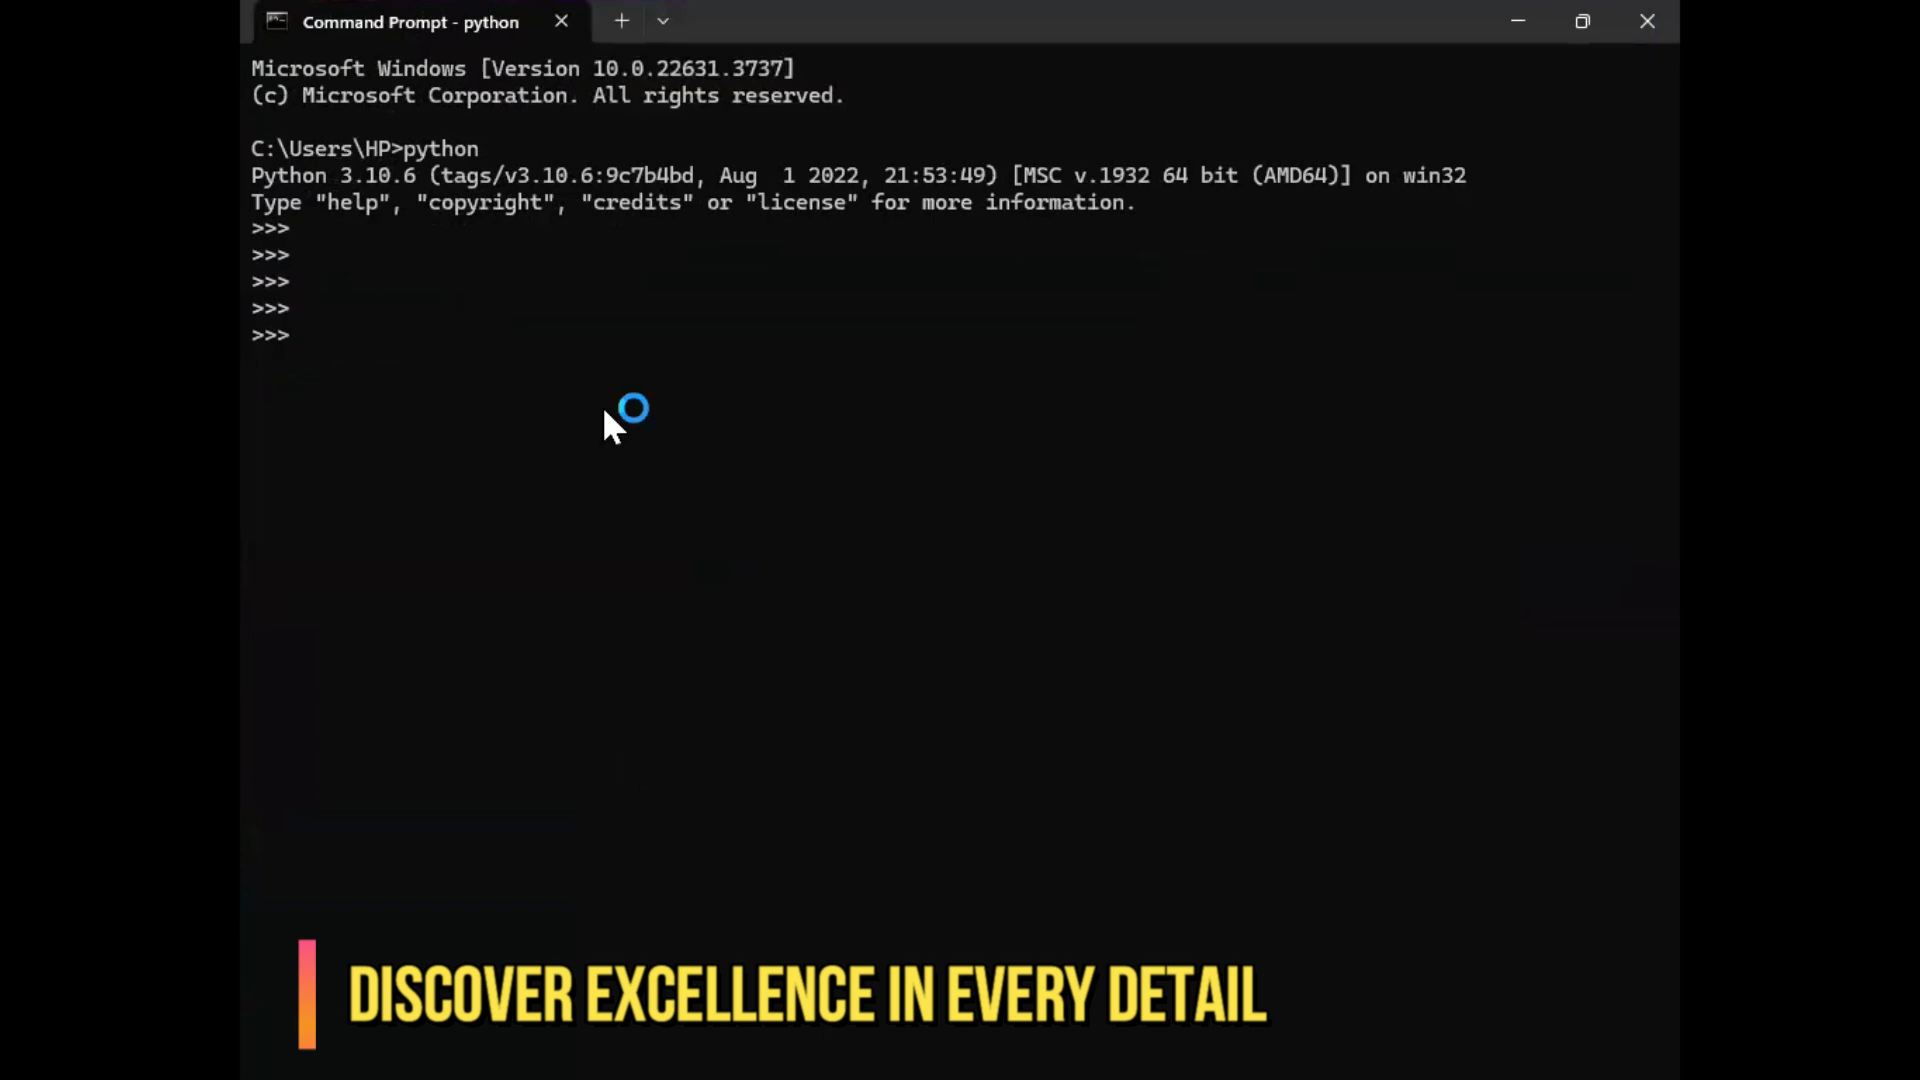 Command Prompt - python
Microsoft Windows [Version 10.0.22631.3737]
(c) Microsoft Corporation. All rights reserved.
C:\Users\HP>python
Python 3.10.6 (tags/v3.10.6:9c7b4bd, Aug  1 2022, 21:53:49) [MSC v.1932 64 bit (AMD64)] on win32
Type "help", "copyright", "credits" or "license" for more information.
>>>
>>>
>>>
>>>
>>>
DISCOVER EXCELLENCE IN EVERY DETAIL